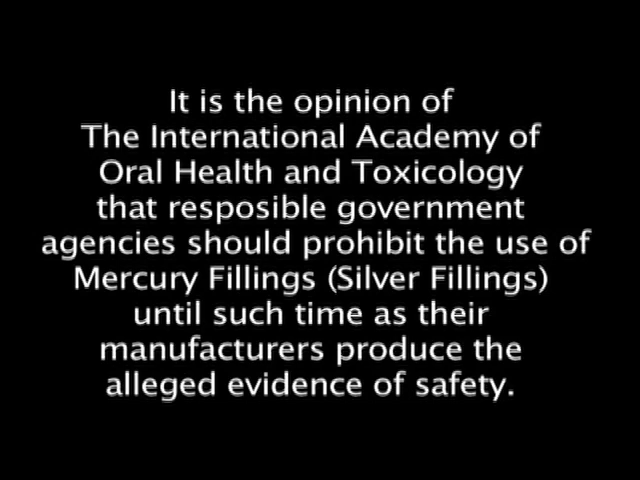 It is the opinion of
The International Academy of
Oral Health and Toxicology
that resposible government
agencies should prohibit the use of
Mercury Fillings (Silver Fillings)
until such time as their
manufacturers produce the
alleged evidence of safety.